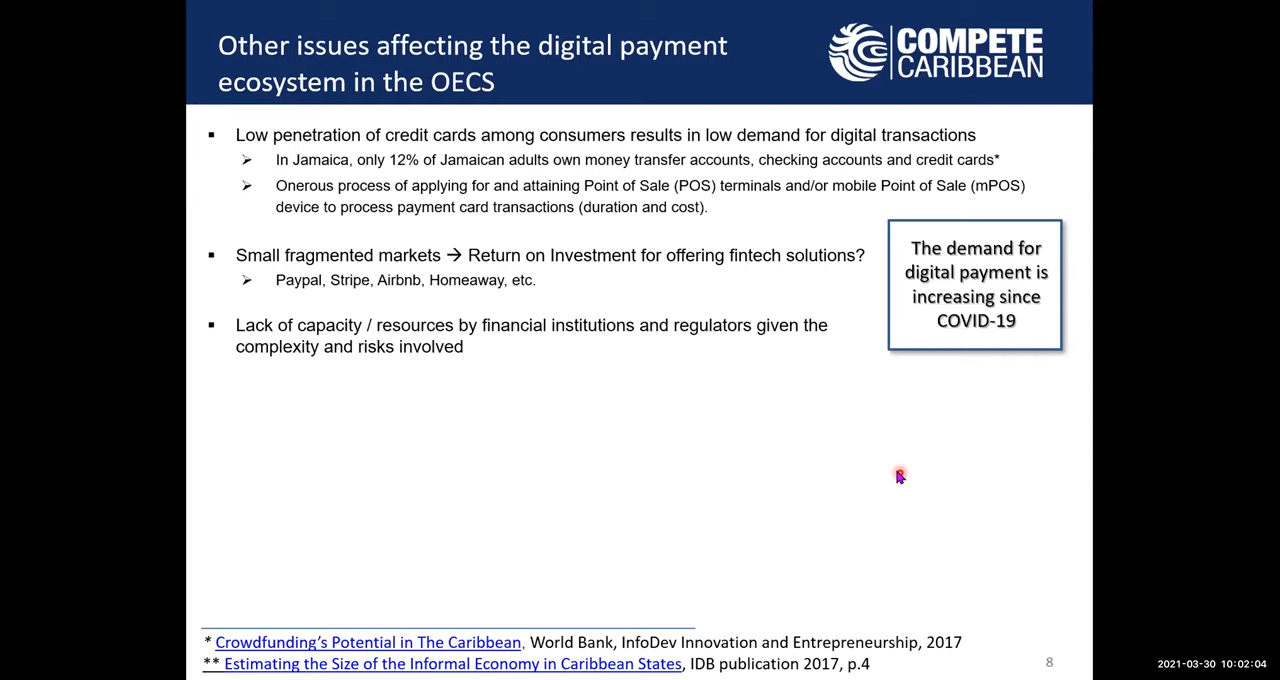 Other issues affecting the digital payment
ecosystem in the OECS
COMPETE
CARIBBEAN
▪ Low penetration of credit cards among consumers results in low demand for digital transactions
➢ In Jamaica, only 12% of Jamaican adults own money transfer accounts, checking accounts and credit cards*
➢ Onerous process of applying for and attaining Point of Sale (POS) terminals and/or mobile Point of Sale (mPOS)
device to process payment card transactions (duration and cost).
▪ Small fragmented markets → Return on Investment for offering fintech solutions?
➢ Paypal, Stripe, Airbnb, Homeaway, etc.
▪ Lack of capacity / resources by financial institutions and regulators given the
complexity and risks involved
The demand for
digital payment is
increasing since
COVID-19
* Crowdfunding's Potential in The Caribbean, World Bank, InfoDev Innovation and Entrepreneurship, 2017
** Estimating the Size of the Informal Economy in Caribbean States, IDB publication 2017, p.4
8
2021-03-30 10:02:04